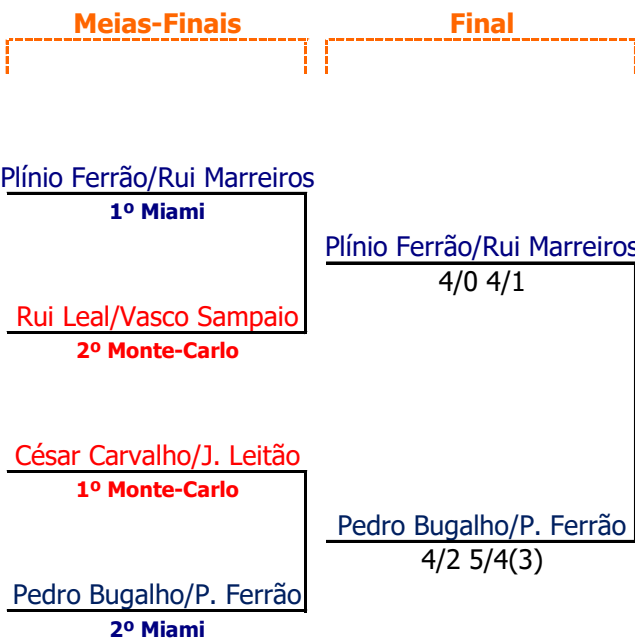 Meias-Finais
Final
Plínio Ferrão/Rui Marreiros
1º Miami
Plínio Ferrão/Rui Marreiros
4/0 4/1
Rui Leal/Vasco Sampaio
2º Monte-Carlo
César Carvalho/J. Leitão
1º Monte-Carlo
Pedro Bugalho/P. Ferrão
4/2 5/4(3)
Pedro Bugalho/P. Ferrão
2º Miami